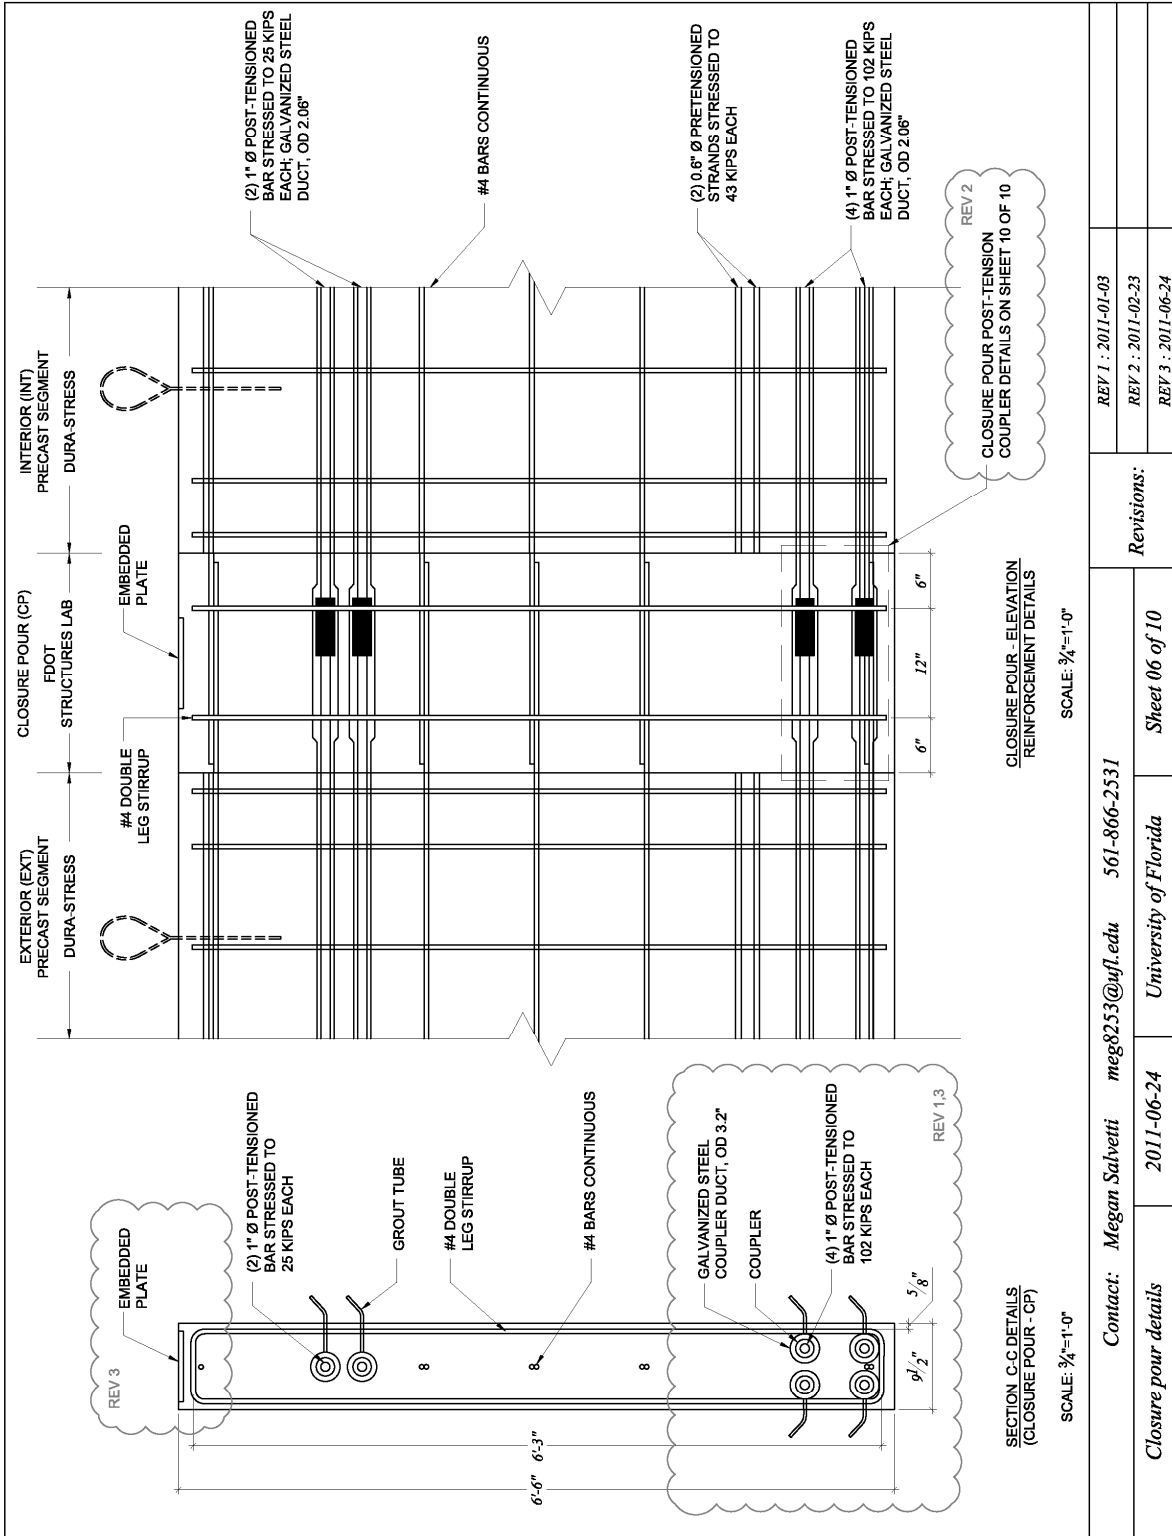 EXTERIOR (EXT)
PRECAST SEGMENT
DURA-STRESS
CLOSURE POUR (CP)
FDOT
STRUCTURES LAB
INTERIOR (INT)
PRECAST SEGMENT
DURA-STRESS
#4 DOUBLE
LEG STIRRUP
EMBEDDED
PLATE
(2) 1" Ø POST-TENSIONED
BAR STRESSED TO 25 KIPS
EACH; GALVANIZED STEEL
DUCT, OD 2.06"
#4 BARS CONTINUOUS
(2) 0.6" Ø PRETENSIONED
STRANDS STRESSED TO
43 KIPS EACH
(4) 1" Ø POST-TENSIONED
BAR STRESSED TO 102 KIPS
EACH; GALVANIZED STEEL
DUCT, OD 2.06"
REV 2
CLOSURE POUR POST-TENSION
COUPLER DETAILS ON SHEET 10 OF 10
6"
12"
6"
CLOSURE POUR - ELEVATION
REINFORCEMENT DETAILS
SCALE: 3/4"=1'-0"
REV 3
EMBEDDED
PLATE
(2) 1" Ø POST-TENSIONED
BAR STRESSED TO
25 KIPS EACH
GROUT TUBE
#4 DOUBLE
LEG STIRRUP
#4 BARS CONTINUOUS
GALVANIZED STEEL
COUPLER DUCT, OD 3.2"
COUPLER
(4) 1" Ø POST-TENSIONED
BAR STRESSED TO
102 KIPS EACH
REV 1,3
6'-6"
6'-3"
9 1/2"
5/8"
SECTION C-C DETAILS
(CLOSURE POUR - CP)
SCALE: 3/4"=1'-0"
Contact: Megan Salvetti meg8253@ufl.edu 561-866-2531
Closure pour details
2011-06-24
University of Florida
Sheet 06 of 10
Revisions:
REV 1 : 2011-01-03
REV 2 : 2011-02-23
REV 3 : 2011-06-24